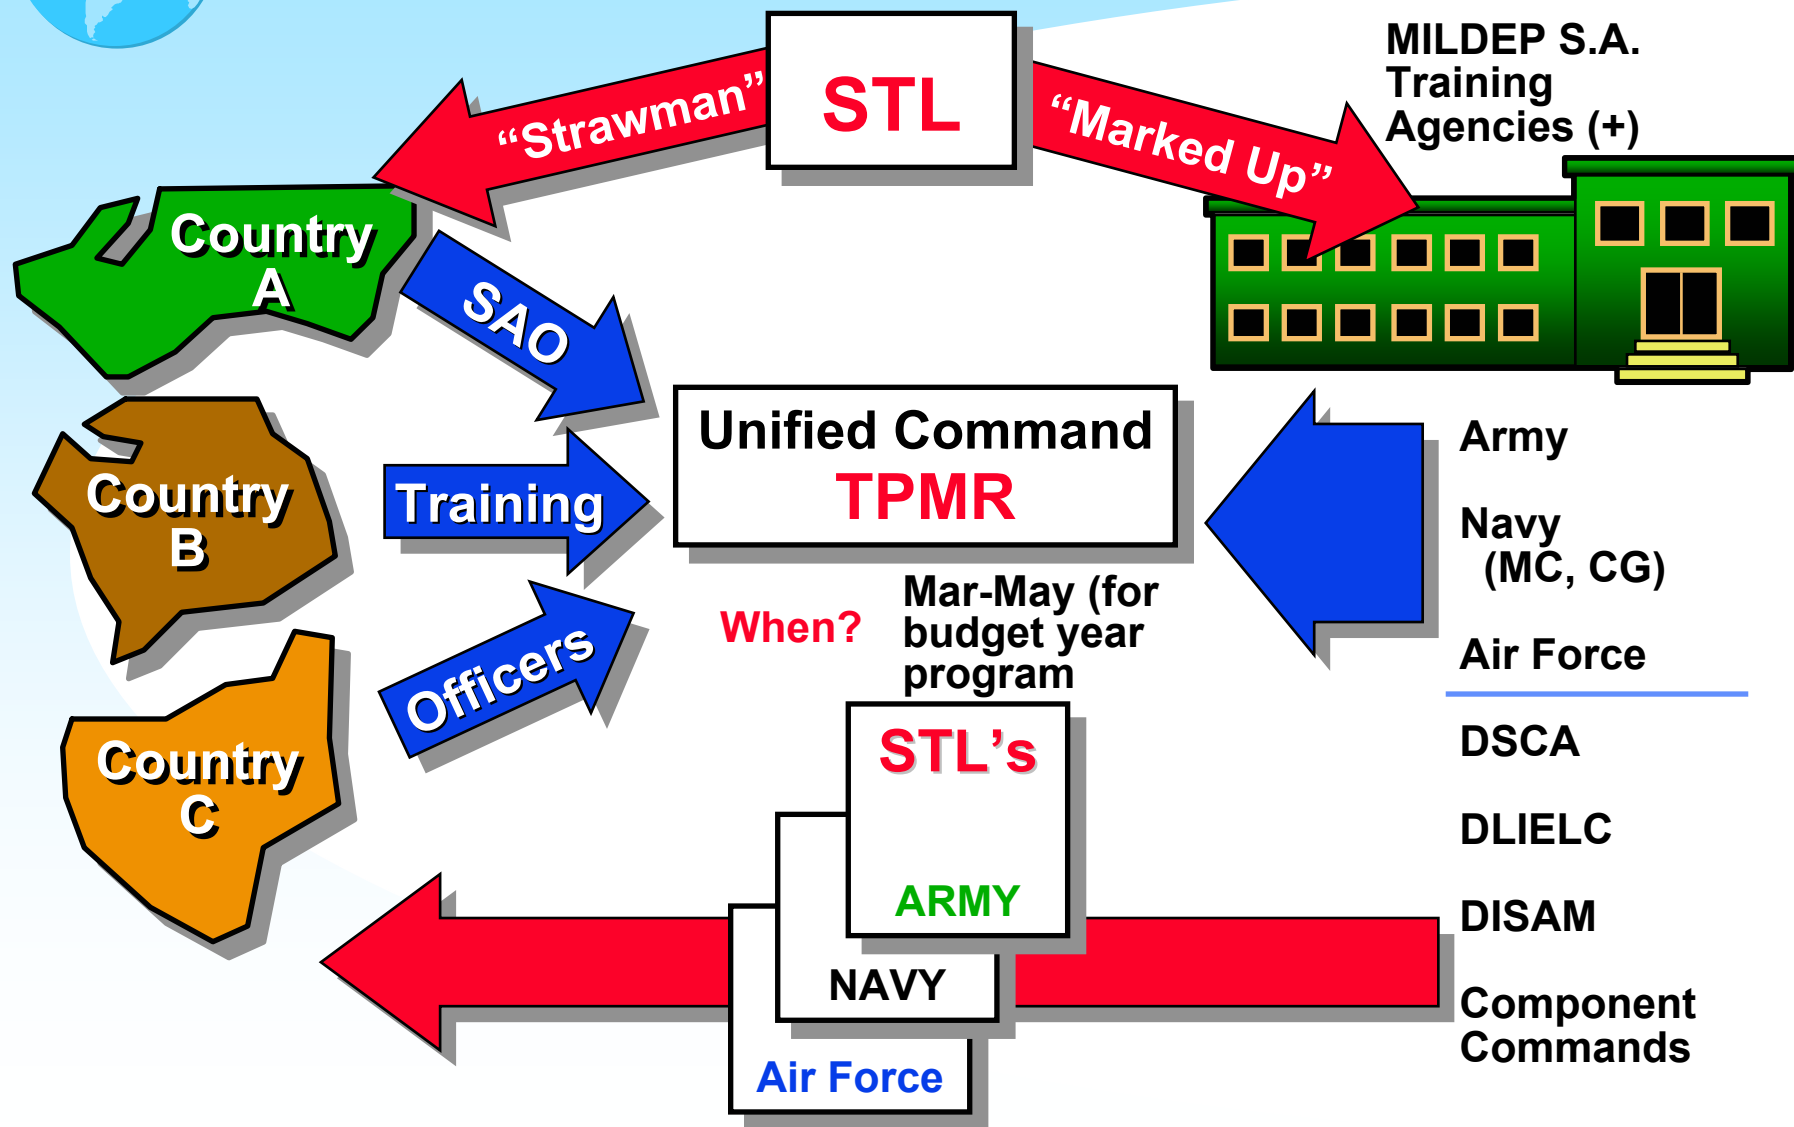 STL
“Strawman”
“Marked Up”
MILDEP S.A.
Training
Agencies (+)
Country
A
SAO
Country
B
Training
Country
C
Officers
Unified Command
TPMR
When?
Mar-May (for
budget year
program
Army
Navy
(MC, CG)
Air Force
DSCA
DLIELC
DISAM
Component
Commands
STL’s
ARMY
NAVY
Air Force